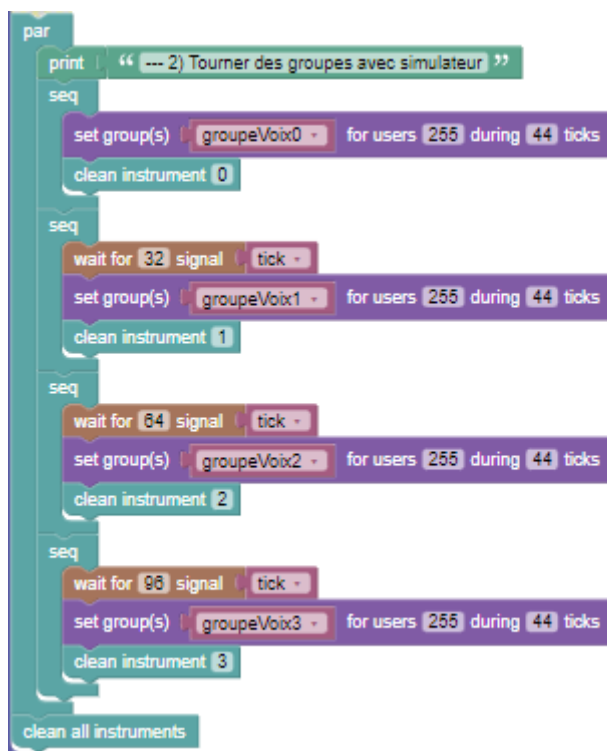 par
print “ --- 2) Tourner des groupes avec simulateur ”
seq
set group(s) groupeVoix0 for users 255 during 44 ticks
clean instrument 0
seq
wait for 32 signal tick
set group(s) groupeVoix1 for users 255 during 44 ticks
clean instrument 1
seq
wait for 64 signal tick
set group(s) groupeVoix2 for users 255 during 44 ticks
clean instrument 2
seq
wait for 96 signal tick
set group(s) groupeVoix3 for users 255 during 44 ticks
clean instrument 3
clean all instruments